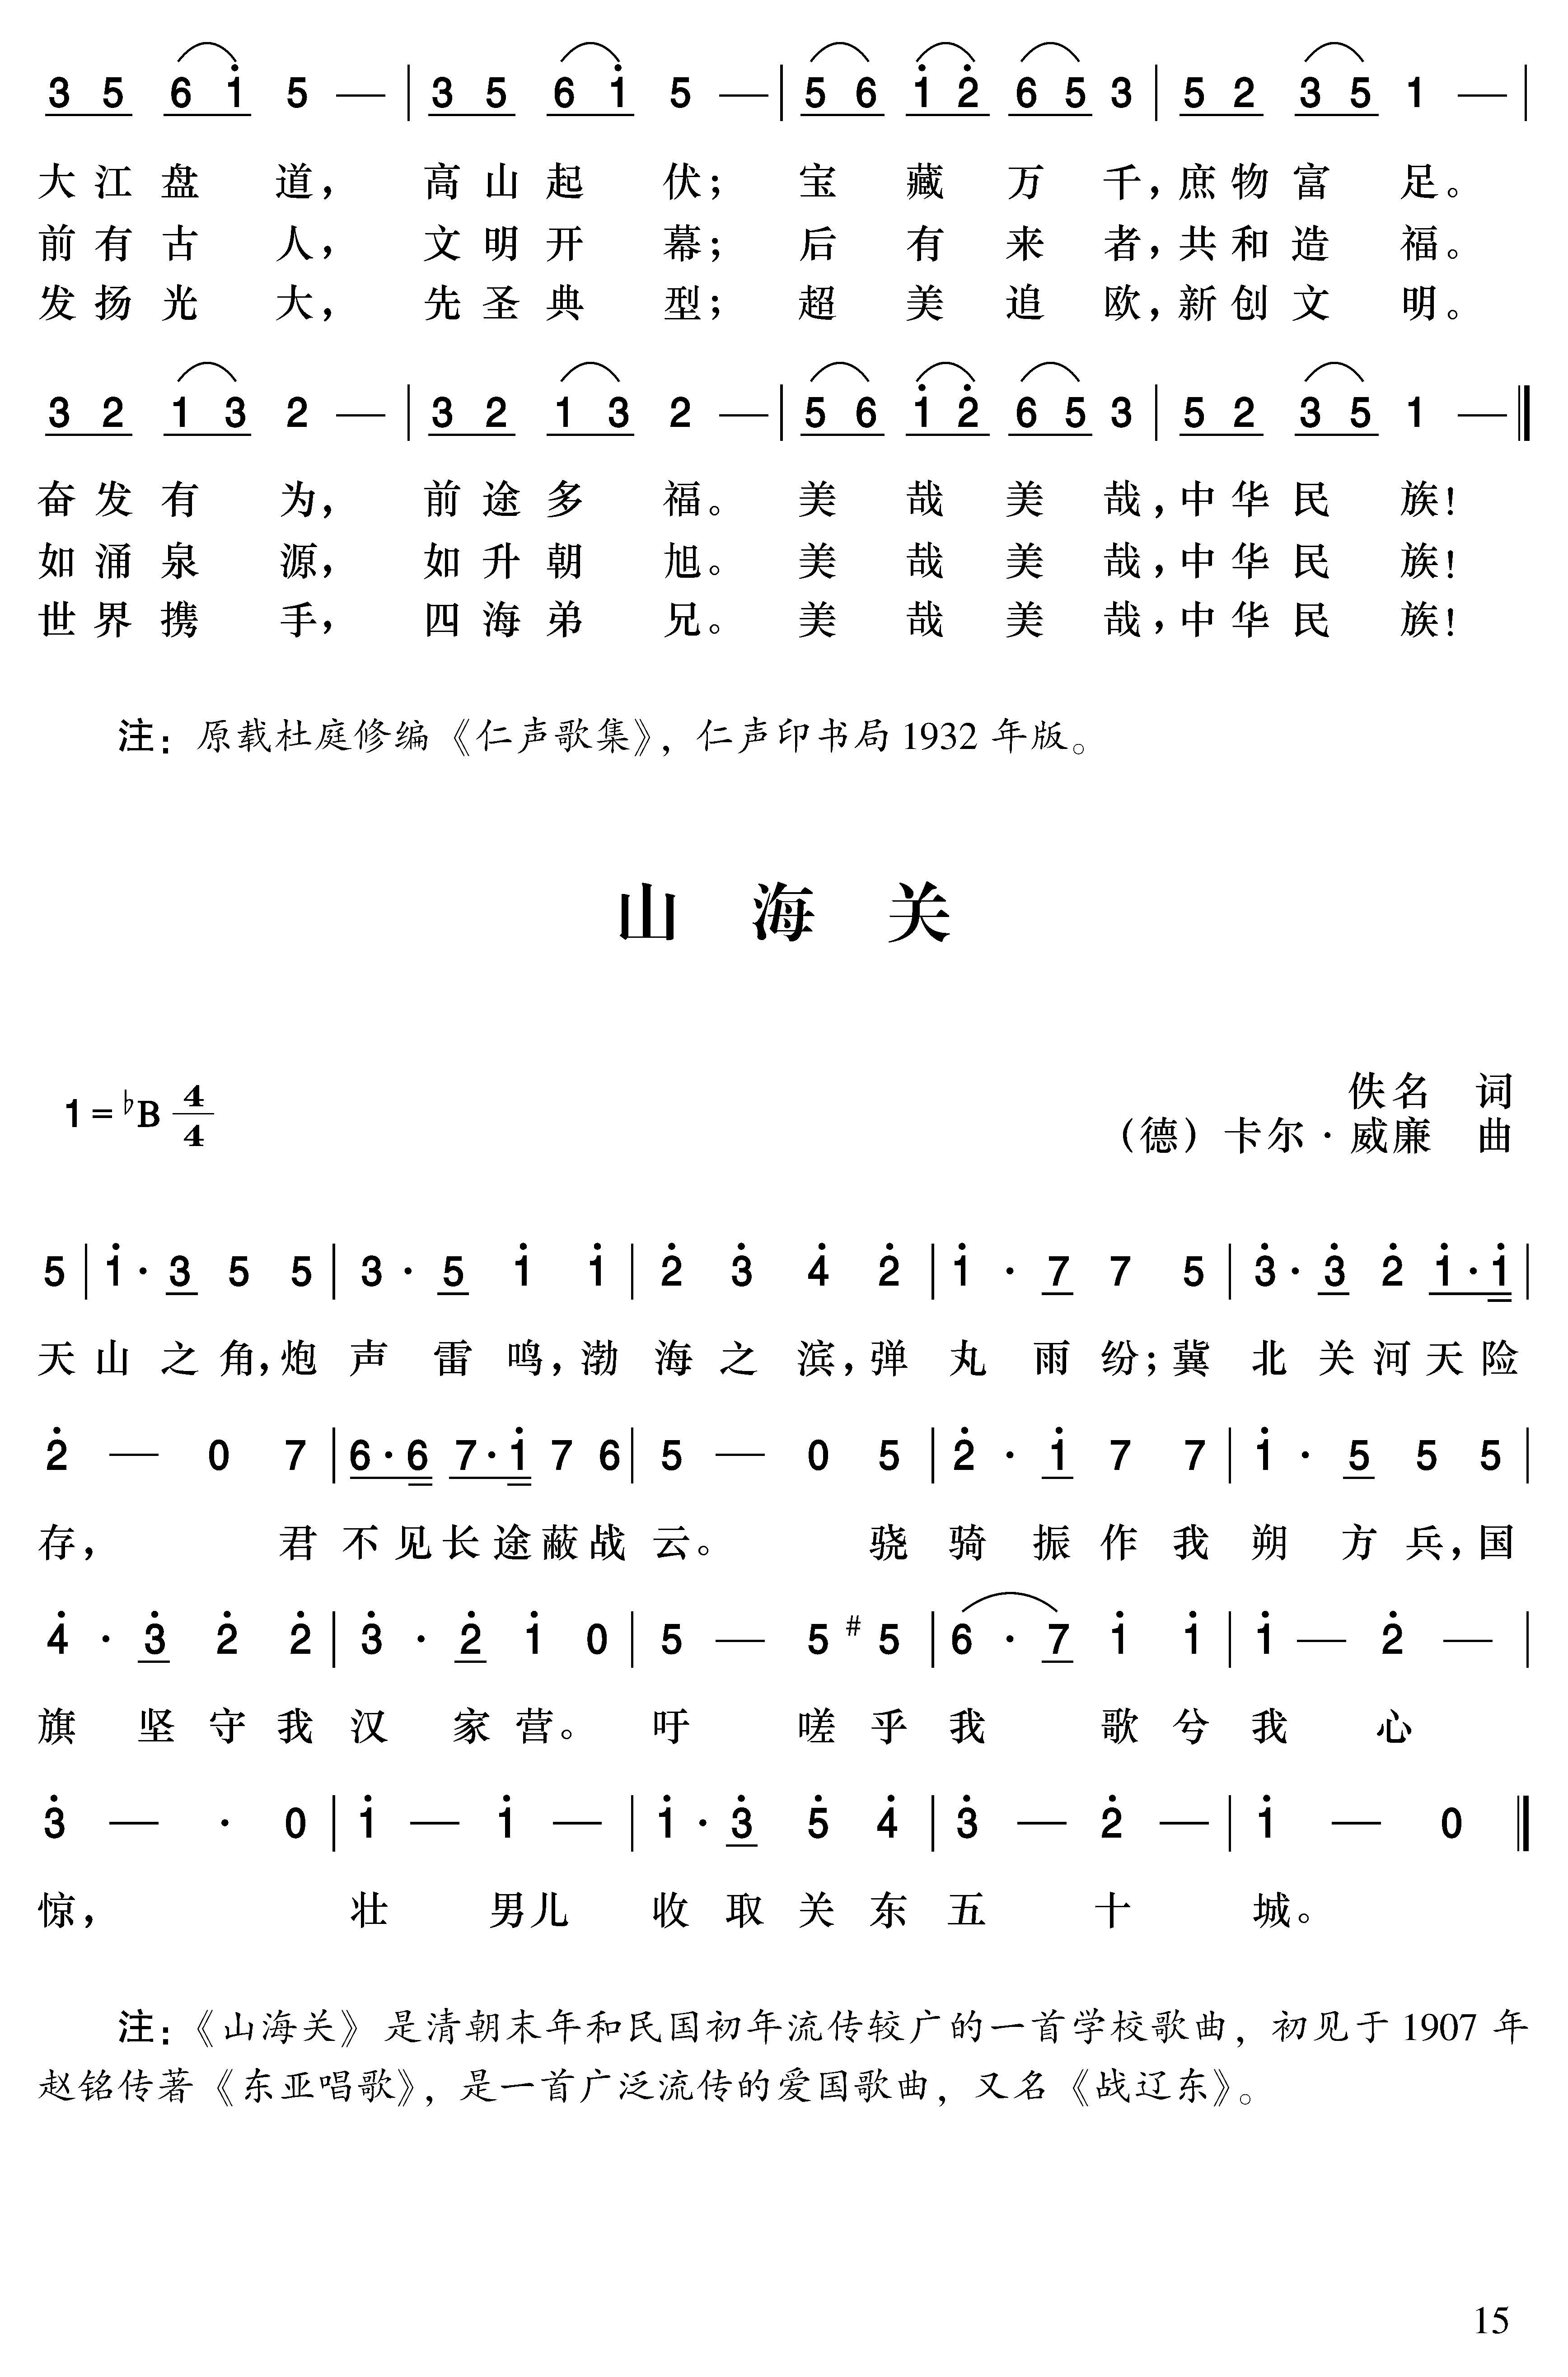 3 5 6 1̇ 5 — | 3 5 6 1̇ 5 — | 5 6 1̇ 2̇ 6 5 3 | 5 2 3 5 1 — |
大江盘道，高山起伏；宝藏万千，庶物富足。
前有古人，文明开幕；后有来者，共和造福。
发扬光大，先圣典型；超美追欧，新创文明。
3 2 1 3 2 — | 3 2 1 3 2 — | 5 6 1̇ 2̇ 6 5 3 | 5 2 3 5 1 — ‖
奋发有为，前途多福。美哉美哉，中华民族！
如涌泉源，如升朝旭。美哉美哉，中华民族！
世界携手，四海弟兄。美哉美哉，中华民族！
注：原载杜庭修编《仁声歌集》，仁声印书局1932年版。
山海关
1=♭B 4/4
佚名 词
（德）卡尔·威廉 曲
5 | 1̇· 3 5 5 | 3· 5 1̇ 1̇ | 2̇ 3̇ 4̇ 2̇ | 1̇· 7 7 5 | 3̇· 3̇ 2̇ 1̇·1̇ |
天山之角，炮声雷鸣，渤海之滨，弹丸雨纷；冀北关河天险
2̇ — 0 7 | 6·6 7·1̇ 7 6 | 5 — 0 5 | 2̇· 1̇ 7 7 | 1̇· 5 5 5 |
存，君不见长途蔽战云。骁骑振作我朔方兵，国
4̇· 3̇ 2̇ 2̇ | 3̇· 2̇ 1̇ 0 | 5 — 5 #5 | 6· 7 1̇ 1̇ | 1̇ — 2̇ — |
旗坚守我汉家营。吁嗟乎我歌兮我心
3̇ — · 0 | 1̇ — 1̇ — | 1̇· 3̇ 5̇ 4̇ | 3̇ — 2̇ — | 1̇ — 0 ‖
惊，壮男儿收取关东五十城。
注：《山海关》是清朝末年和民国初年流传较广的一首学校歌曲，初见于1907年
赵铭传著《东亚唱歌》，是一首广泛流传的爱国歌曲，又名《战辽东》。
15